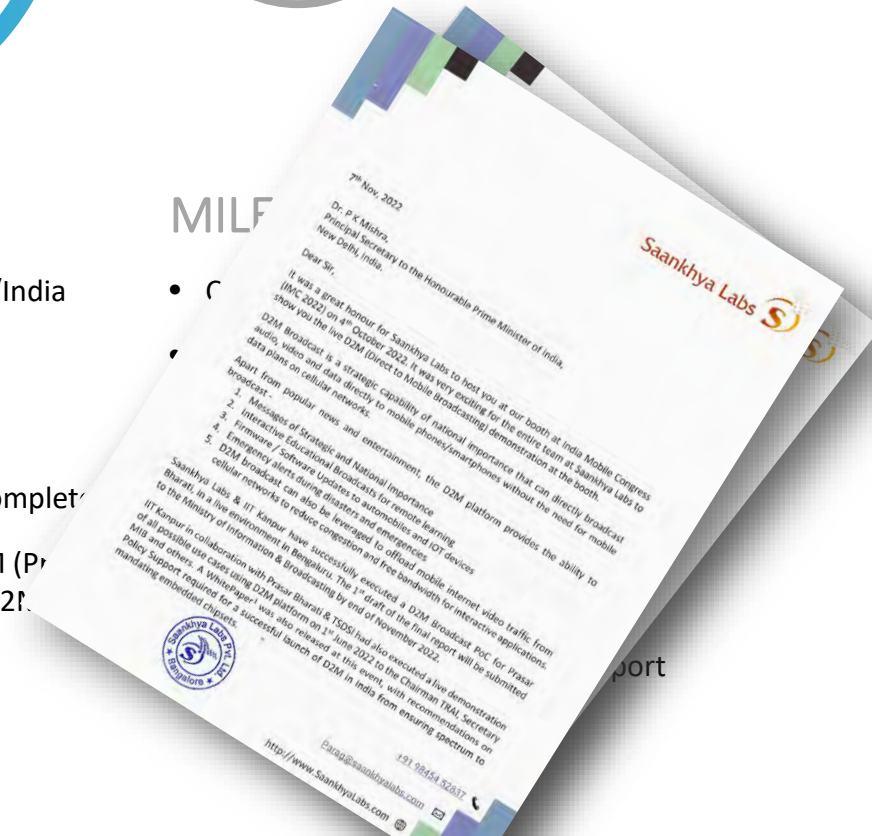 /India
MILE
omplete
port
Saankhya Labs
7th Nov, 2022
Dr. P K Mishra,
Principal Secretary to the Honourable Prime Minister of India,
New Delhi, India.
Dear Sir,
It was a great honour for Saankhya Labs to host you at our booth at India Mobile Congress
(IMC 2022) on 4th October 2022. It was very exciting for the entire team at Saankhya Labs to
show you the live D2M (Direct to Mobile Broadcasting) demonstration at the booth.
D2M Broadcast is a strategic capability of national importance that can directly broadcast
audio, video and data directly to mobile phones/smartphones without the need for mobile
data plans on cellular networks.
Apart from popular news and entertainment, the D2M platform provides the ability to
broadcast -
1. Messages of Strategic and National Importance
2. Interactive Educational Broadcasts for remote learning
3. Firmware / Software Updates to automobiles and IOT devices
4. Emergency alerts during disasters and emergencies
5. D2M broadcast can also be leveraged to offload mobile internet video traffic from
cellular networks to reduce congestion and free bandwidth for interactive applications.
Saankhya Labs & IIT Kanpur have successfully executed a D2M Broadcast PoC for Prasar
Bharati, in a live environment in Bengaluru. The 1st draft of the final report will be submitted
to the Ministry of Information & Broadcasting by end of November 2022.
IIT Kanpur in collaboration with Prasar Bharati & TSDSI had also executed a live demonstration
of all possible use cases using D2M platform on 1st June 2022 to the Chairman TRAI, Secretary
MIB and others. A WhitePaper¹ was also released at this event, with recommendations on
Policy Support required for a successful launch of D2M in India from ensuring spectrum to
mandating embedded chipsets.
Saankhya Labs Pvt. Ltd.
Bangalore
+91 98454 52837
Parag@saankhyalabs.com
http://www.SaankhyaLabs.com